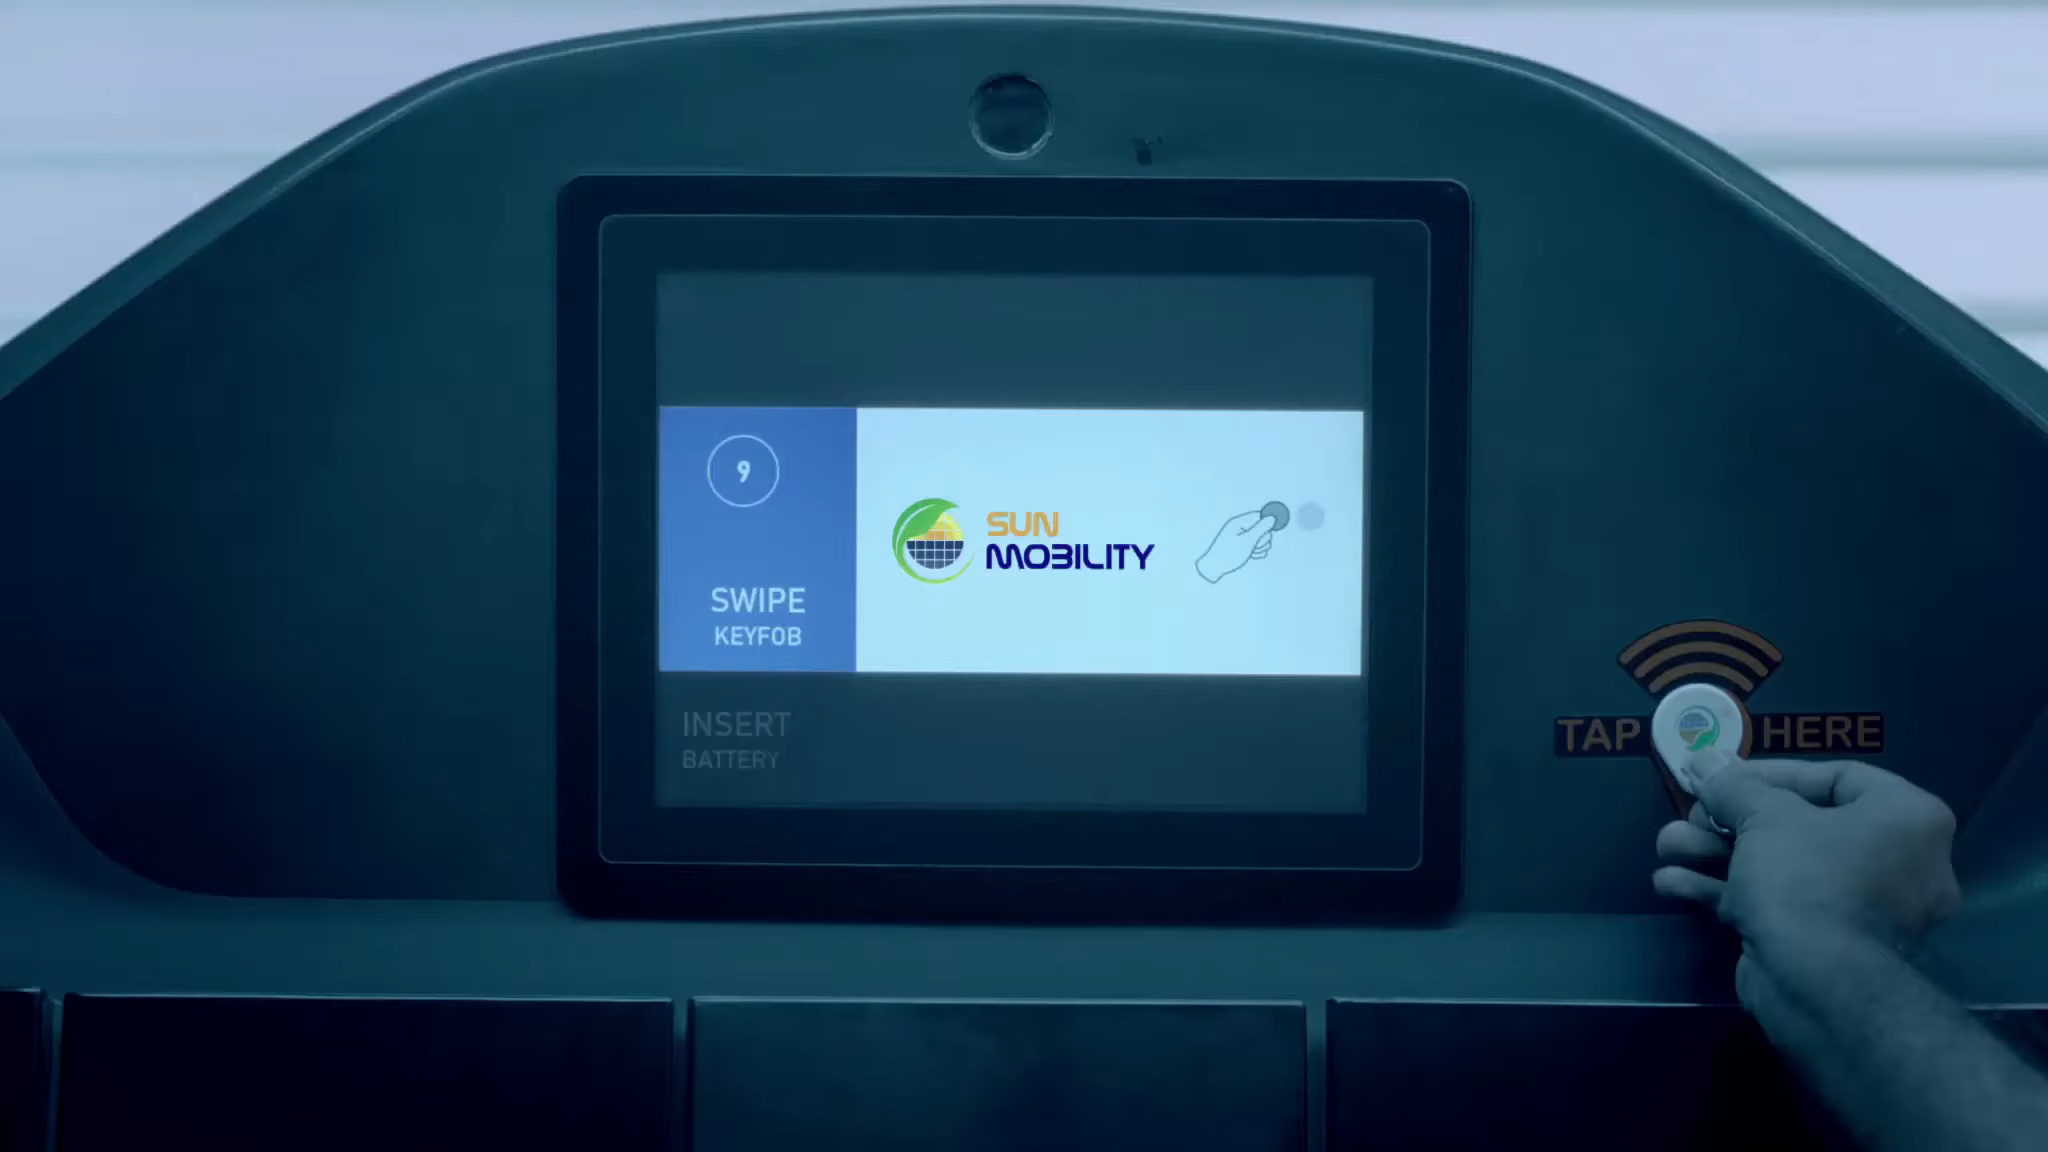 9
SWIPE
KEYFOB
SUN
MOBILITY
INSERT
BATTERY
TAP HERE